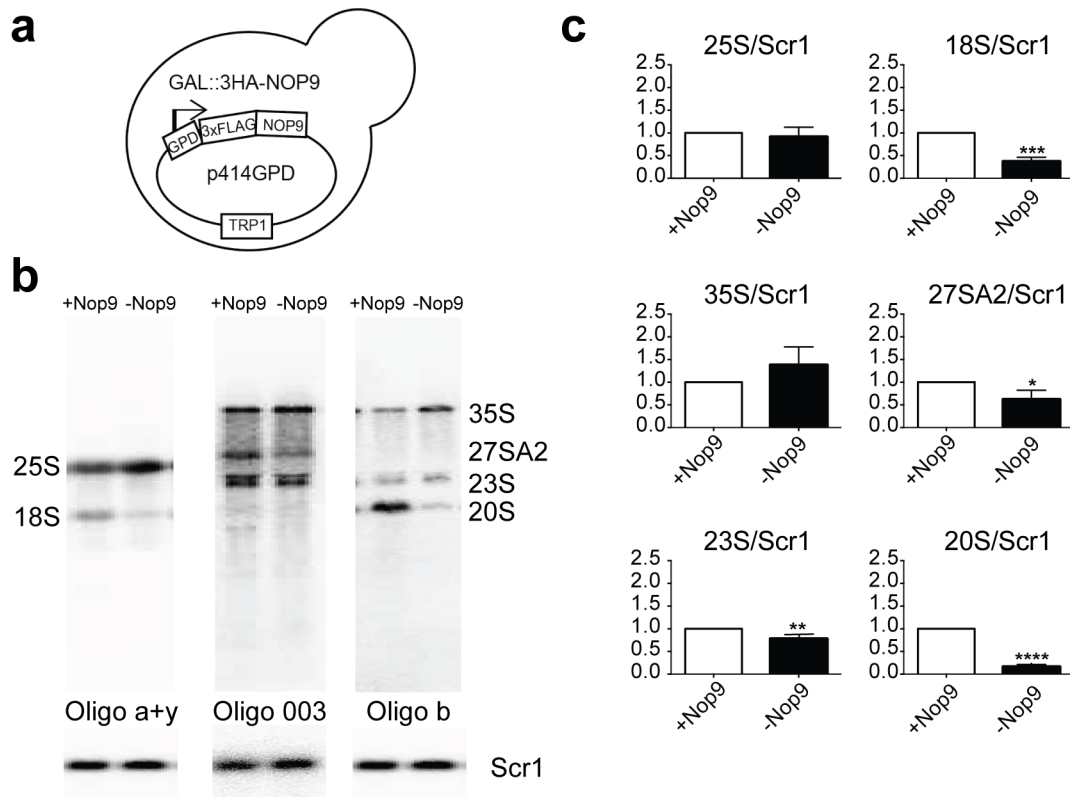 a
GAL::3HA-NOP9
GPD 3xFLAG NOP9
p414GPD
TRP1
b
+Nop9 -Nop9 +Nop9 -Nop9 +Nop9 -Nop9
25S
18S
35S
27SA2
23S
20S
Oligo a+y Oligo 003 Oligo b
Scr1
c
25S/Scr1
2.5
2.0
1.5
1.0
0.5
0.0
+Nop9
-Nop9
18S/Scr1
2.5
2.0
1.5
1.0
0.5
0.0
***
+Nop9
-Nop9
35S/Scr1
2.5
2.0
1.5
1.0
0.5
0.0
+Nop9
-Nop9
27SA2/Scr1
2.5
2.0
1.5
1.0
0.5
0.0
*
+Nop9
-Nop9
23S/Scr1
2.5
2.0
1.5
1.0
0.5
0.0
**
+Nop9
-Nop9
20S/Scr1
2.5
2.0
1.5
1.0
0.5
0.0
****
+Nop9
-Nop9